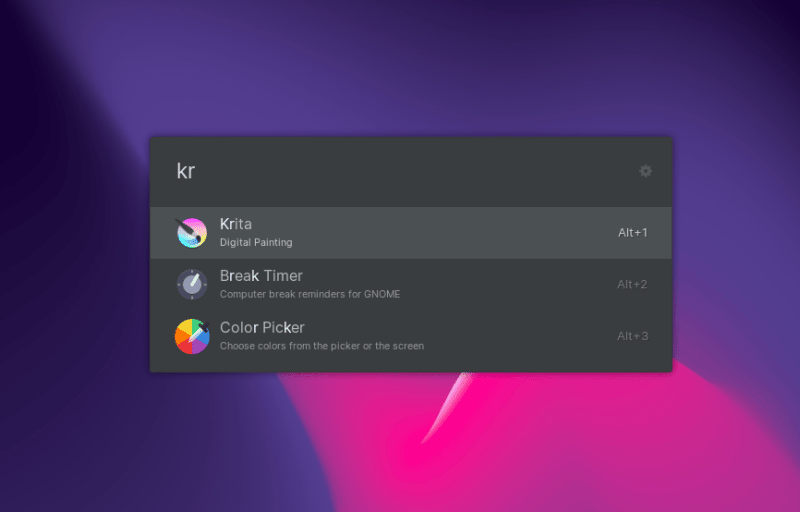 kr
Krita
Digital Painting
Alt+1
Break Timer
Computer break reminders for GNOME
Alt+2
Color Picker
Choose colors from the picker or the screen
Alt+3